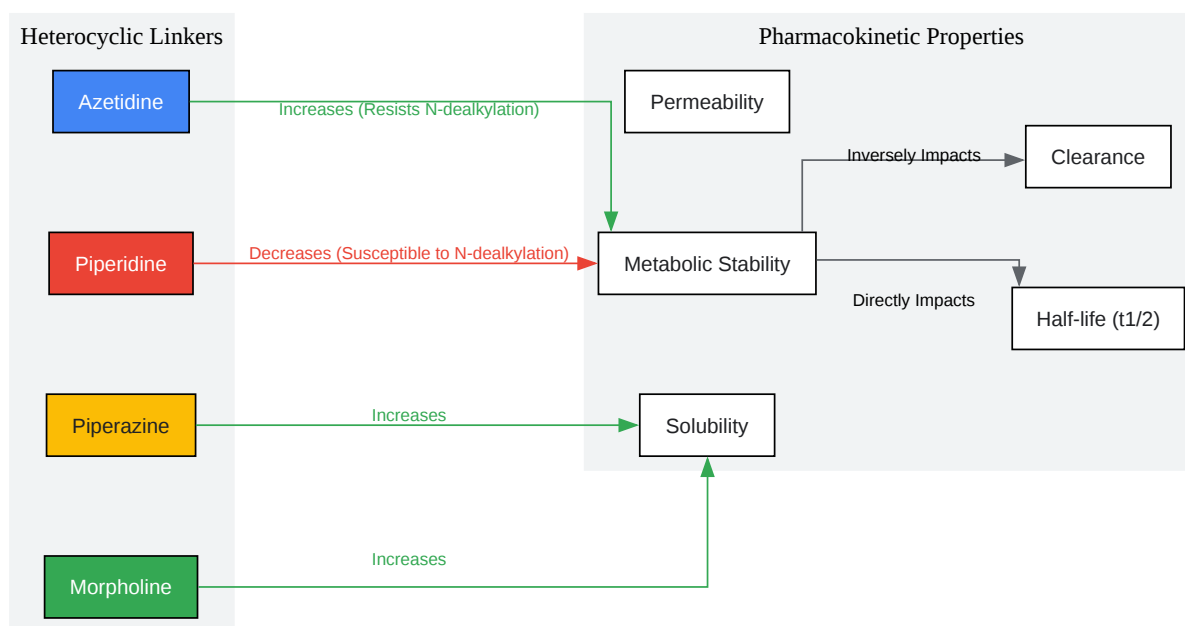 Heterocyclic Linkers
Pharmacokinetic Properties
Azetidine
Increases (Resists N-dealkylation)
Permeability
Inversely Impacts
Clearance
Piperidine
Decreases (Susceptible to N-dealkylation)
Metabolic Stability
Directly Impacts
Half-life (t1/2)
Piperazine
Increases
Solubility
Morpholine
Increases